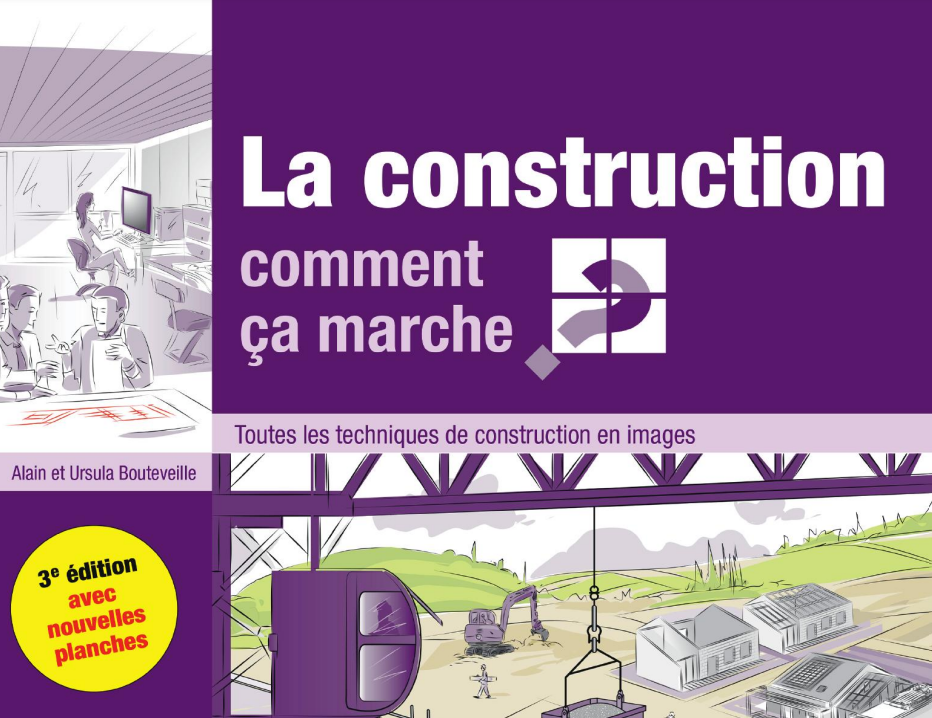 La construction
comment
ça marche ?
Toutes les techniques de construction en images
Alain et Ursula Bouteveille
3e édition
avec
nouvelles
planches